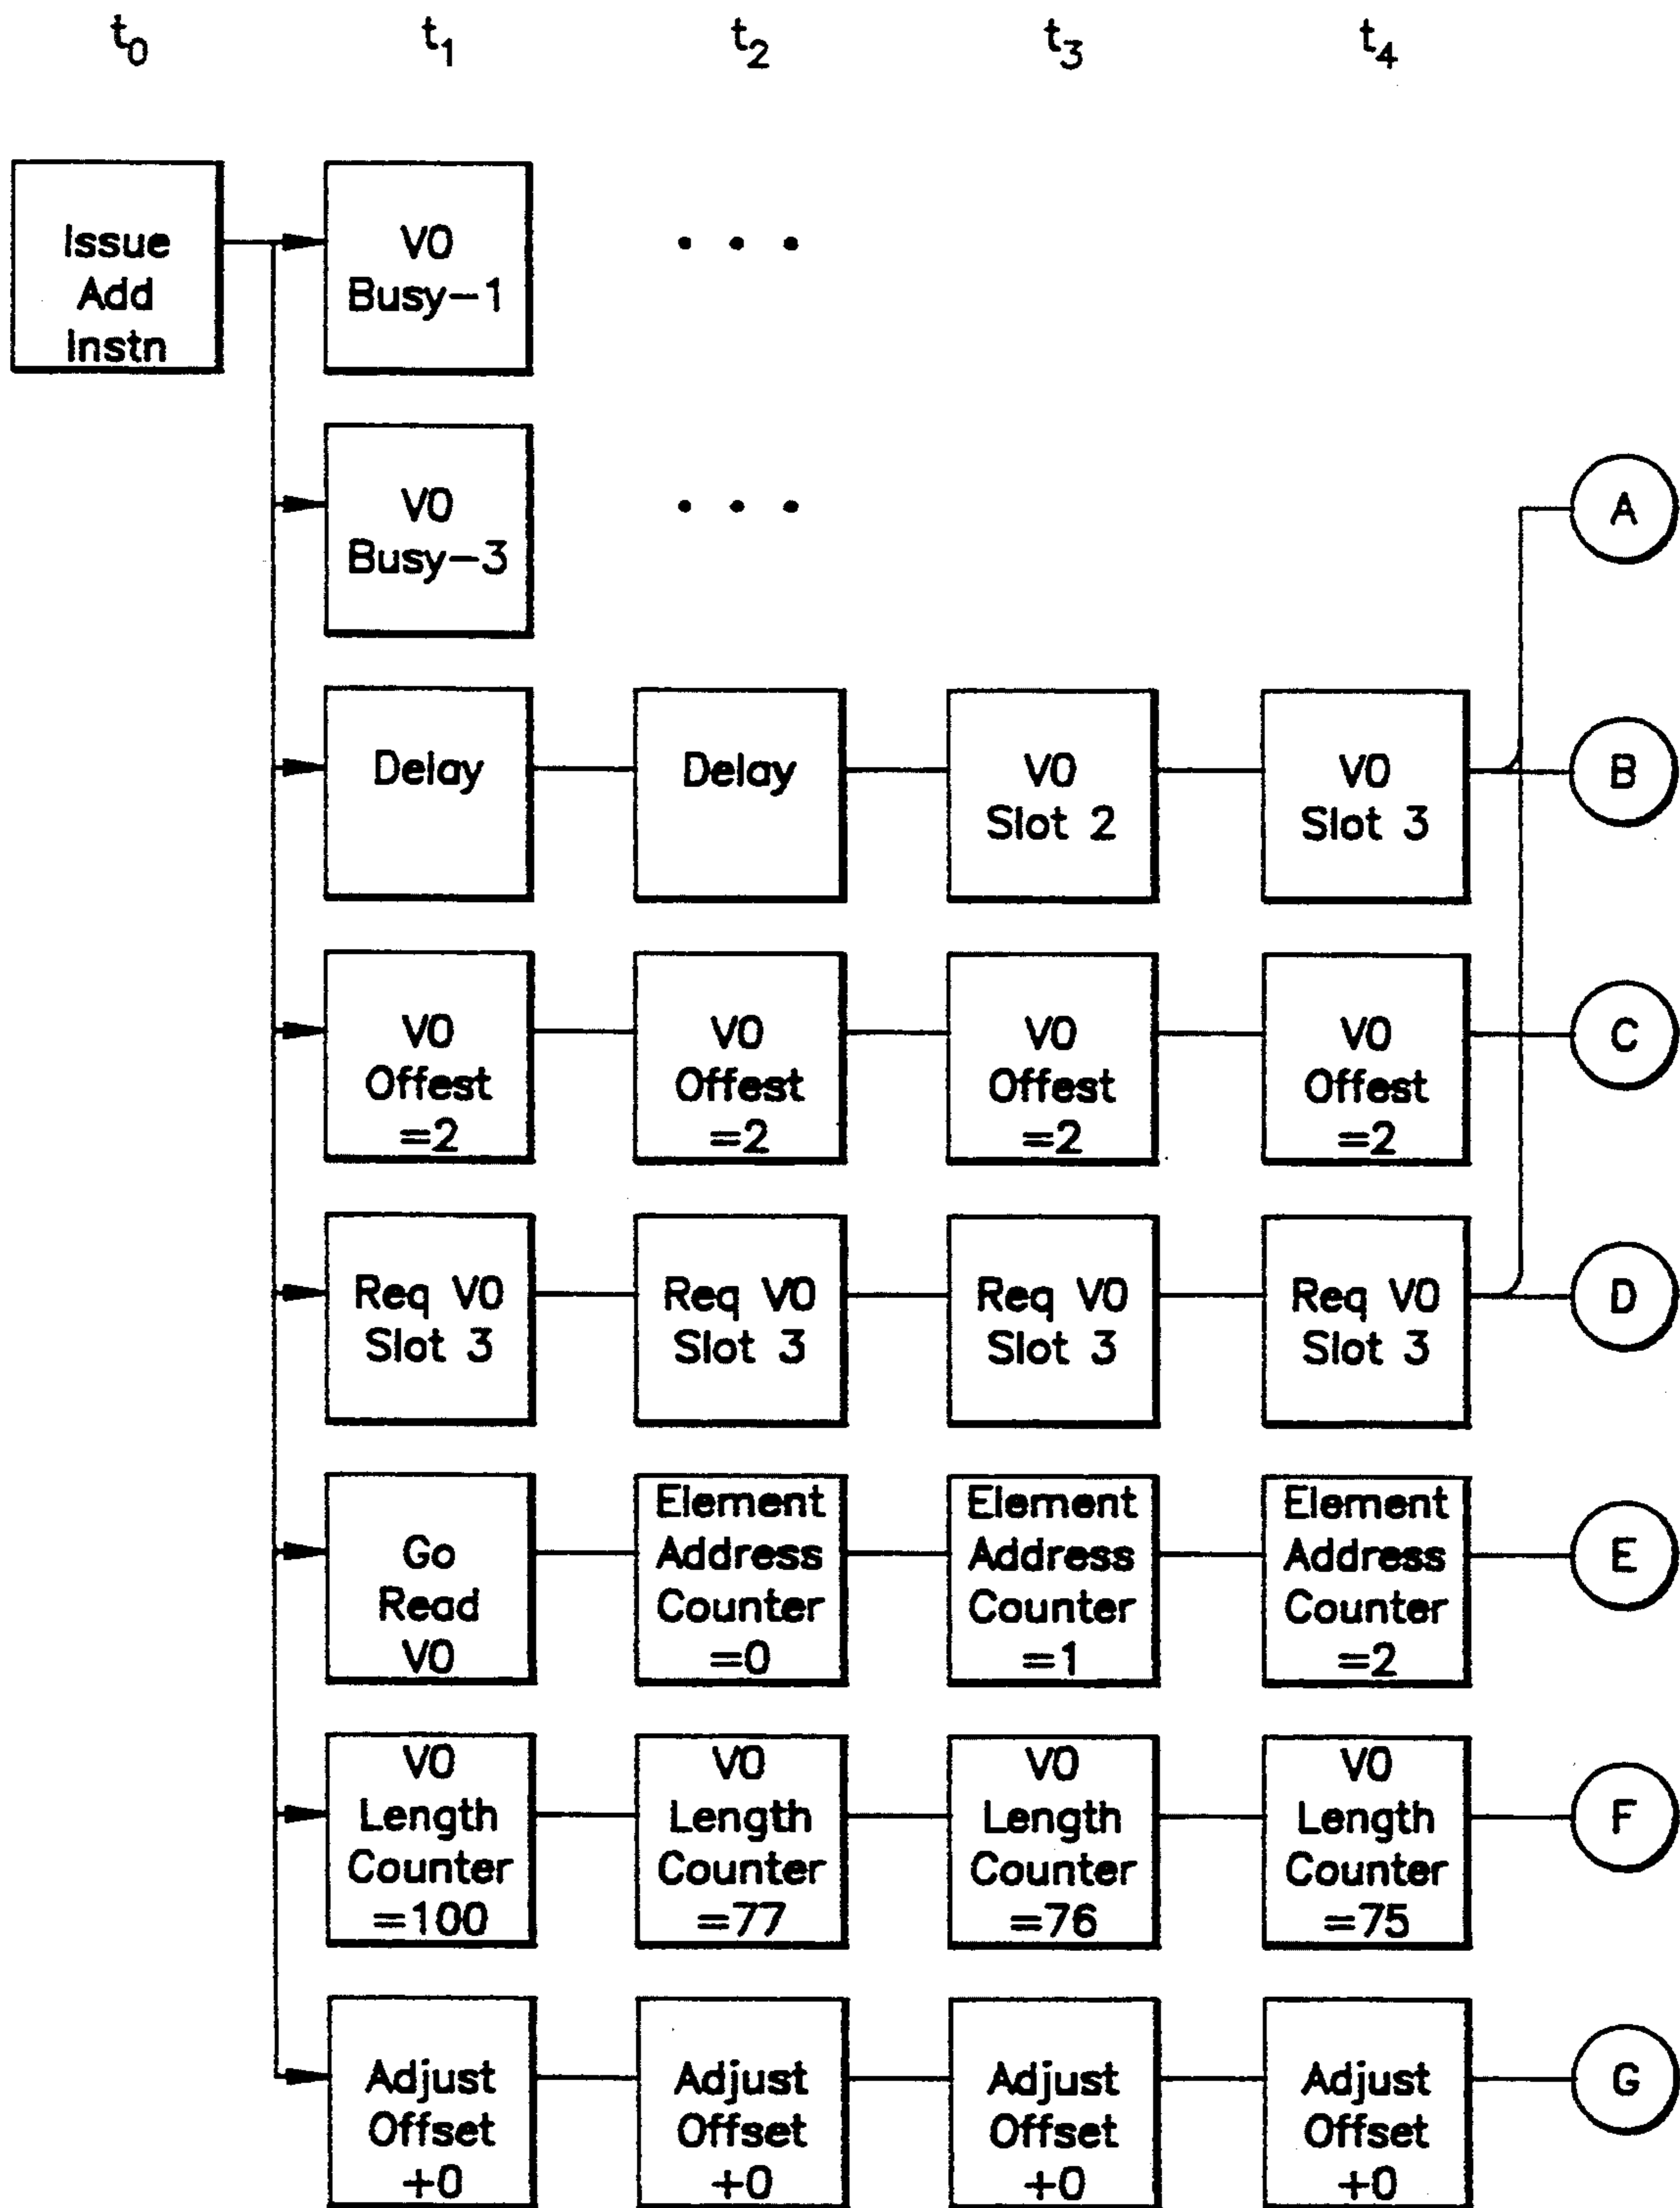 t0 t1 t2 t3 t4
Issue
Add
Instn
V0
Busy-1
• • •
V0
Busy-3
• • •
A
Delay
Delay
V0
Slot 2
V0
Slot 3
B
V0
Offest
=2
V0
Offest
=2
V0
Offest
=2
V0
Offest
=2
C
Req V0
Slot 3
Req V0
Slot 3
Req V0
Slot 3
Req V0
Slot 3
D
Go
Read
V0
Element
Address
Counter
=0
Element
Address
Counter
=1
Element
Address
Counter
=2
E
V0
Length
Counter
=100
V0
Length
Counter
=77
V0
Length
Counter
=76
V0
Length
Counter
=75
F
Adjust
Offset
+0
Adjust
Offset
+0
Adjust
Offset
+0
Adjust
Offset
+0
G